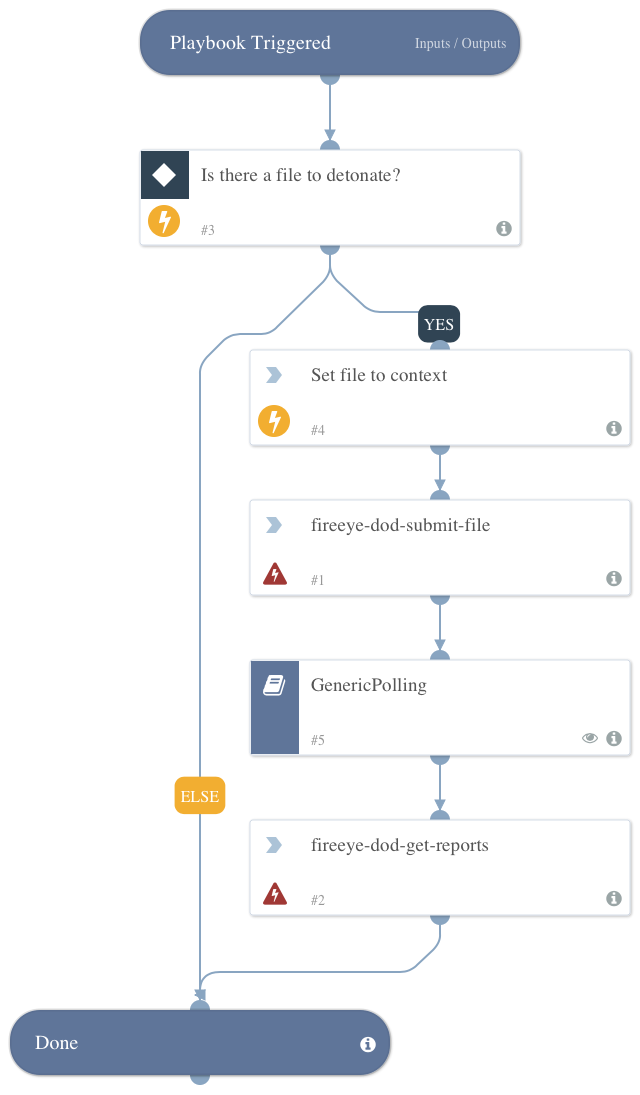 Playbook Triggered
Inputs / Outputs
Is there a file to detonate?
#3
YES
Set file to context
#4
fireeye-dod-submit-file
#1
GenericPolling
#5
ELSE
fireeye-dod-get-reports
#2
Done